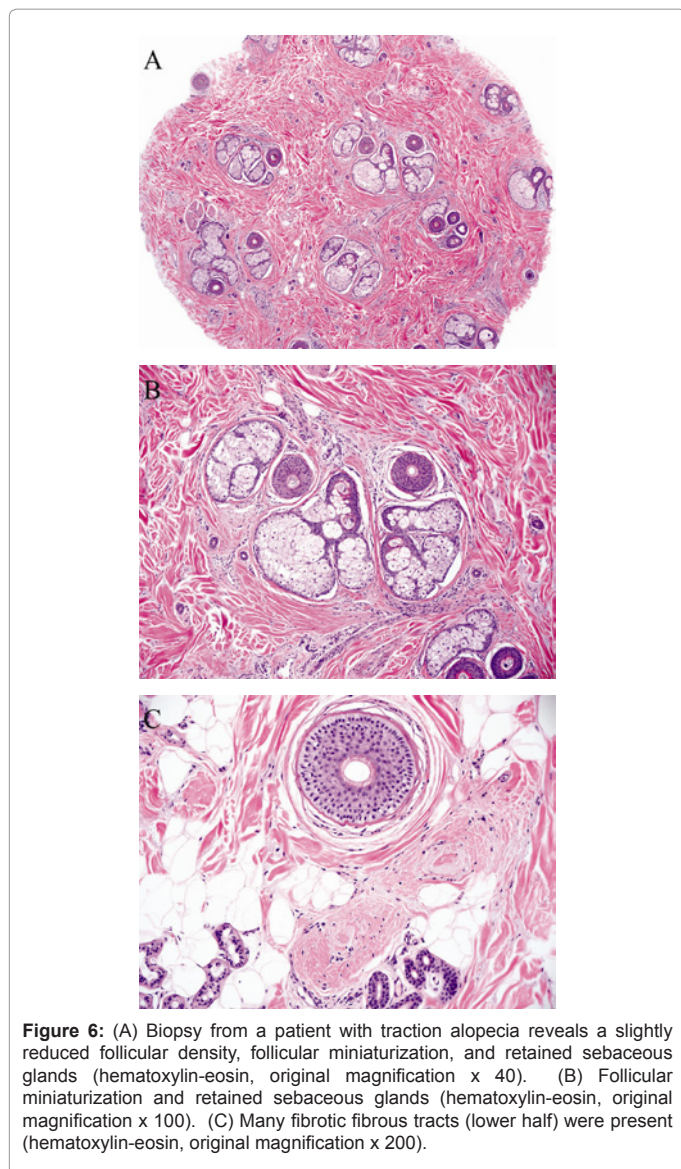 A
B
C
Figure 6: (A) Biopsy from a patient with traction alopecia reveals a slightly
reduced follicular density, follicular miniaturization, and retained sebaceous
glands (hematoxylin-eosin, original magnification x 40). (B) Follicular
miniaturization and retained sebaceous glands (hematoxylin-eosin, original
magnification x 100). (C) Many fibrotic fibrous tracts (lower half) were present
(hematoxylin-eosin, original magnification x 200).